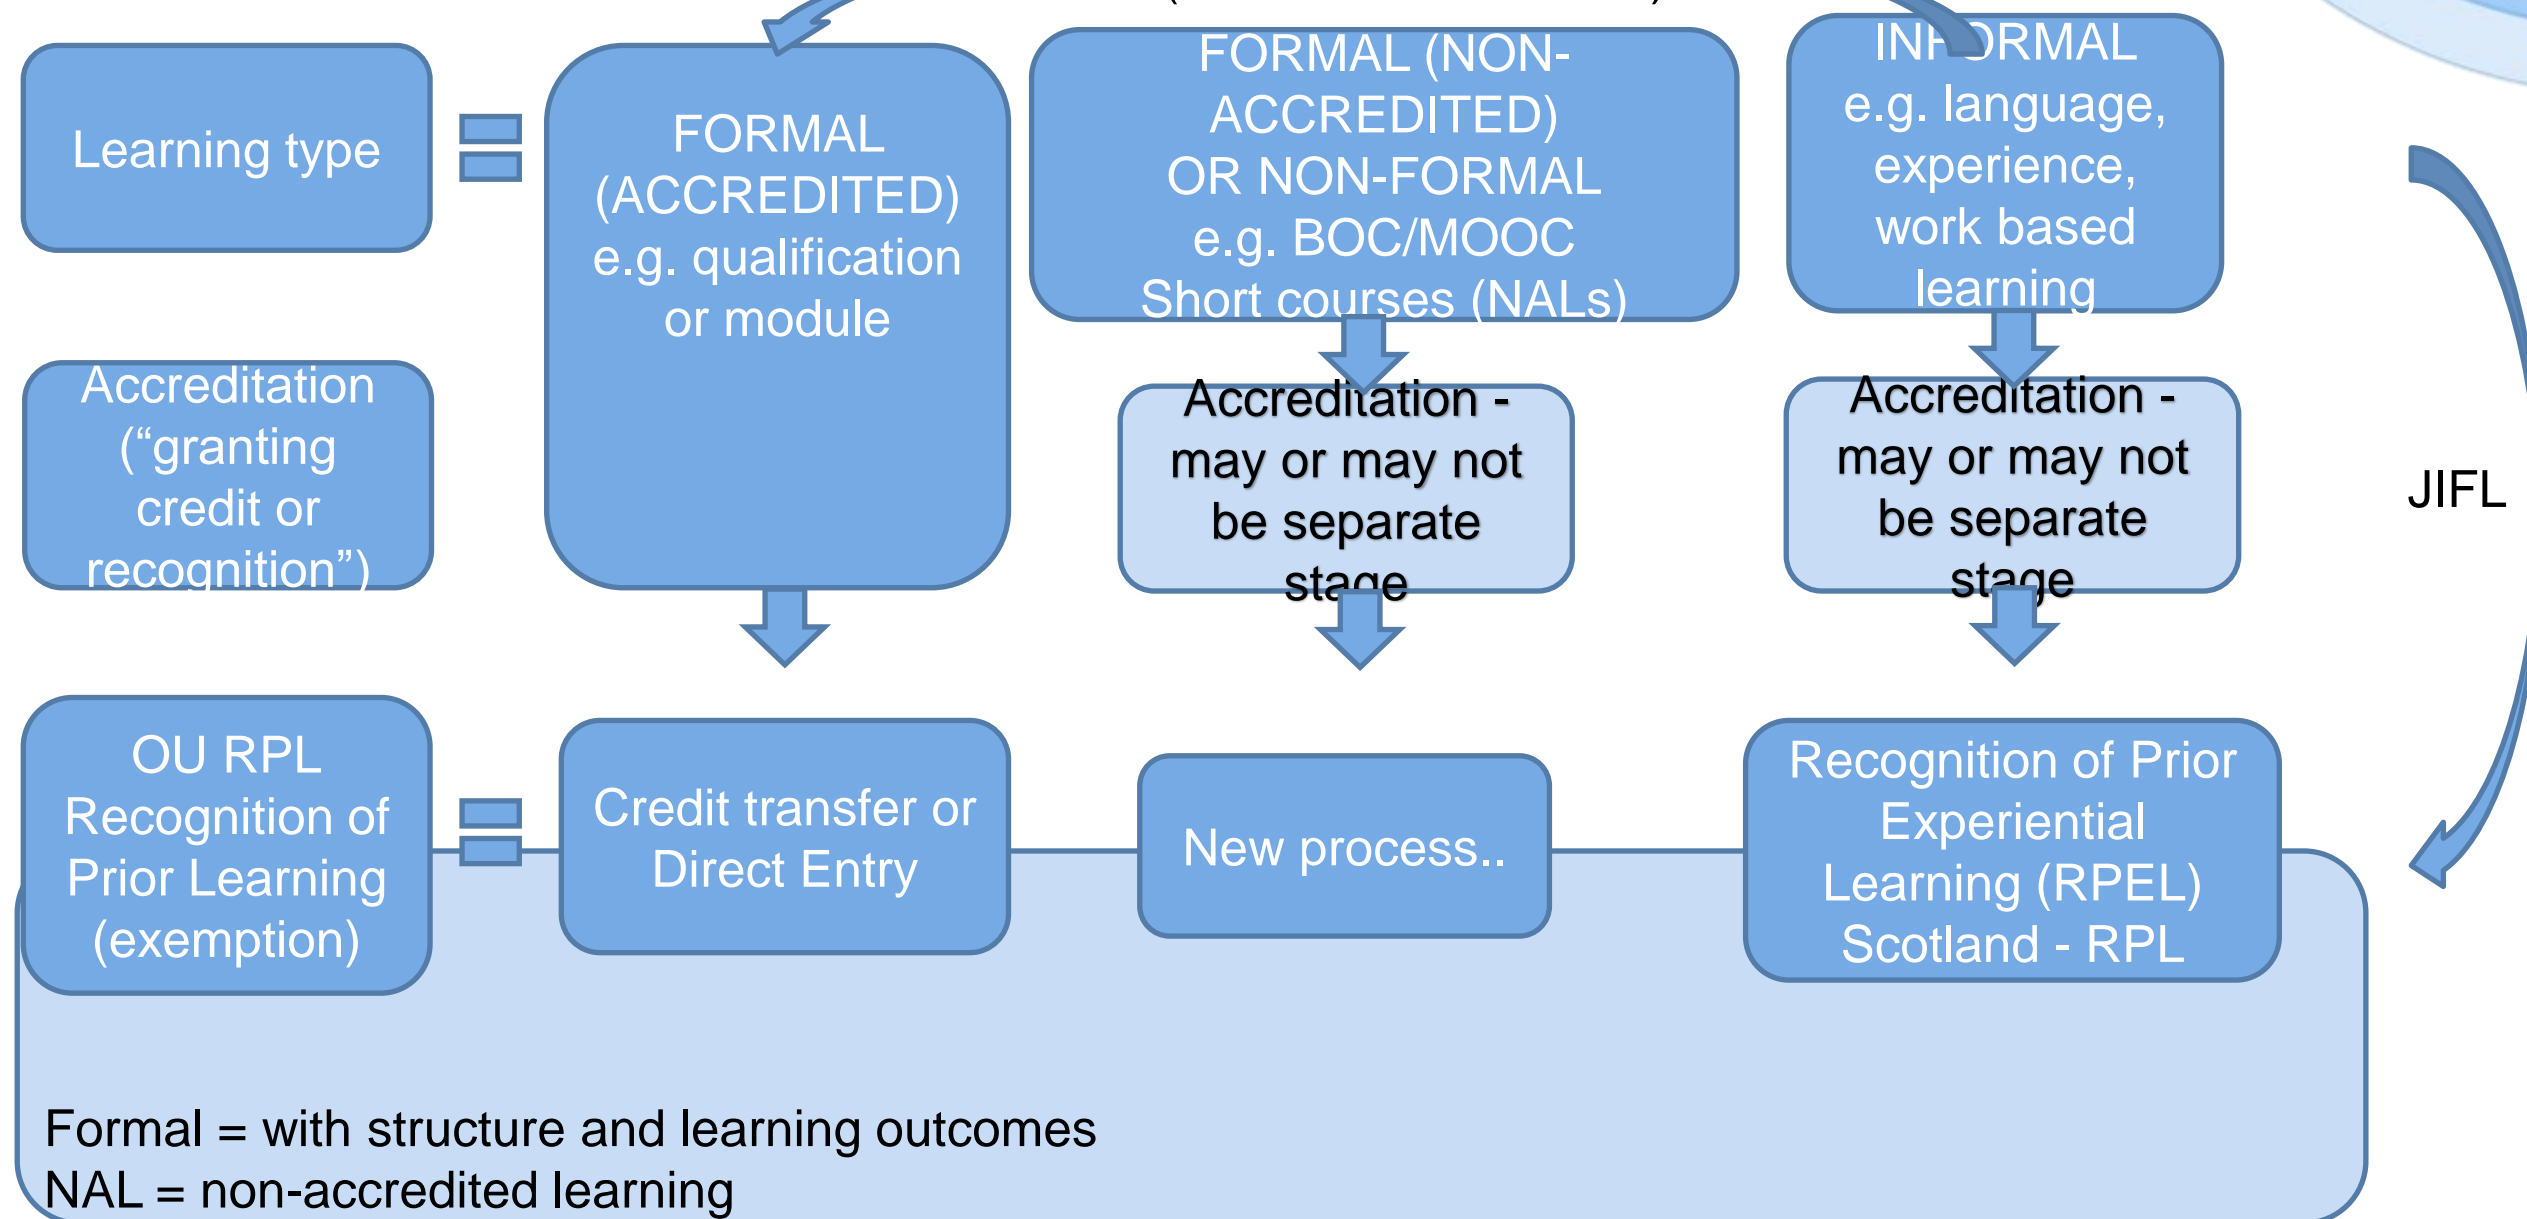 Learning type
FORMAL
(ACCREDITED)
e.g. qualification
or module
FORMAL (NON-
ACCREDITED)
OR NON-FORMAL
e.g. BOC/MOOC
Short courses (NALs)
INFORMAL
e.g. language,
experience,
work based
learning
Accreditation
(“granting
credit or
recognition”)
Accreditation -
may or may not
be separate
stage
Accreditation -
may or may not
be separate
stage
JIFL
OU RPL
Recognition of
Prior Learning
(exemption)
Credit transfer or
Direct Entry
New process..
Recognition of Prior
Experiential
Learning (RPEL)
Scotland - RPL
Formal = with structure and learning outcomes
NAL = non-accredited learning